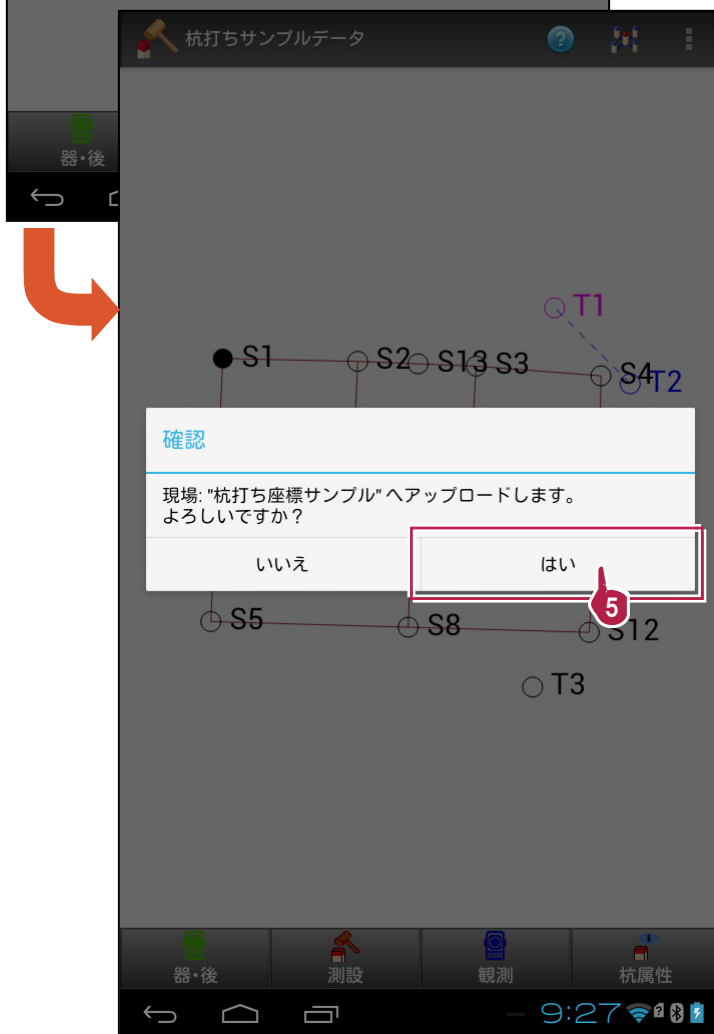 器・後
杭打ちサンプルデータ
?
T1
S1
S2
S13
S3
S4
T2
確認
現場: "杭打ち座標サンプル" へアップロードします。
よろしいですか？
いいえ
はい
5
S5
S8
S12
T3
器・後
測設
観測
杭属性
9:27